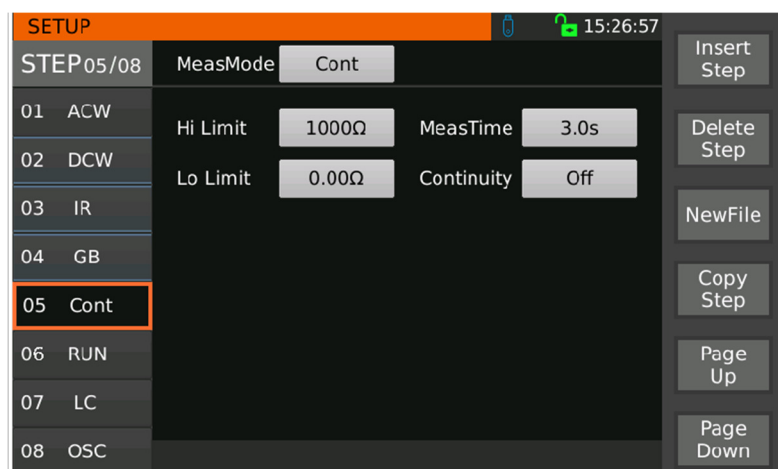 SETUP
15:26:57
STEP05/08
MeasMode
Cont
01 ACW
02 DCW
03 IR
04 GB
05 Cont
06 RUN
07 LC
08 OSC
Hi Limit
1000Ω
MeasTime
3.0s
Lo Limit
0.00Ω
Continuity
Off
Insert
Step
Delete
Step
NewFile
Copy
Step
Page
Up
Page
Down